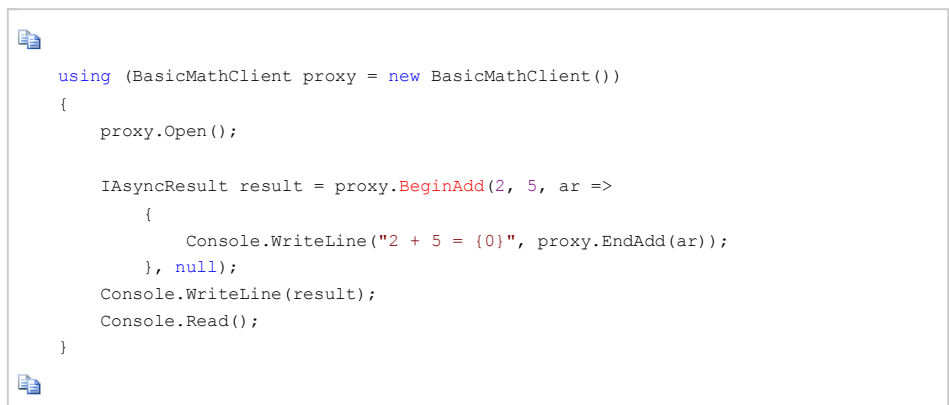 using (BasicMathClient proxy = new BasicMathClient())
{
    proxy.Open();
    IAsyncResult result = proxy.BeginAdd(2, 5, ar =>
        {
            Console.WriteLine("2 + 5 = {0}", proxy.EndAdd(ar));
        }, null);
    Console.WriteLine(result);
    Console.Read();
}